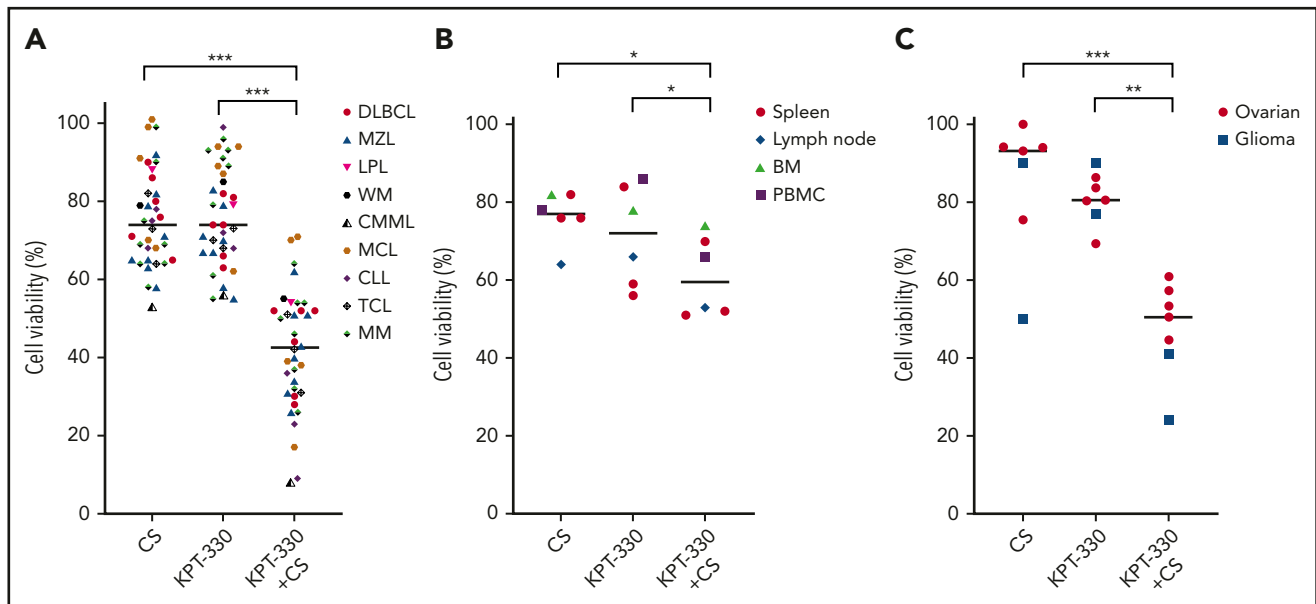 A
***
***
Cell viability (%)
100
80
60
40
20
0
CS
KPT-330
KPT-330
+CS
DLBCL
MZL
LPL
WM
CMML
MCL
CLL
TCL
MM
B
*
*
Cell viability (%)
100
80
60
40
20
0
CS
KPT-330
KPT-330
+CS
Spleen
Lymph node
BM
PBMC
C
***
**
Cell viability (%)
100
80
60
40
20
0
CS
KPT-330
KPT-330
+CS
Ovarian
Glioma